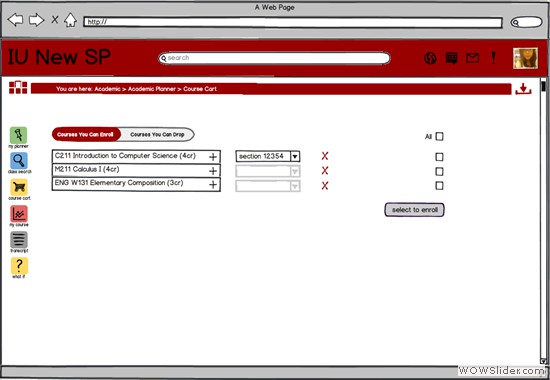 A Web Page
http://
IU New SP
search
You are here: Academic > Academic Planner > Course Cart
Courses You Can Enroll
Courses You Can Drop
All
my planner
C211 Introduction to Computer Science (4cr)
section 12354
X
M211 Calculus I (4cr)
X
class search
ENG W131 Elementary Composition (3cr)
X
course cart
select to enroll
my course
transcript
what if
WOWSlider.com